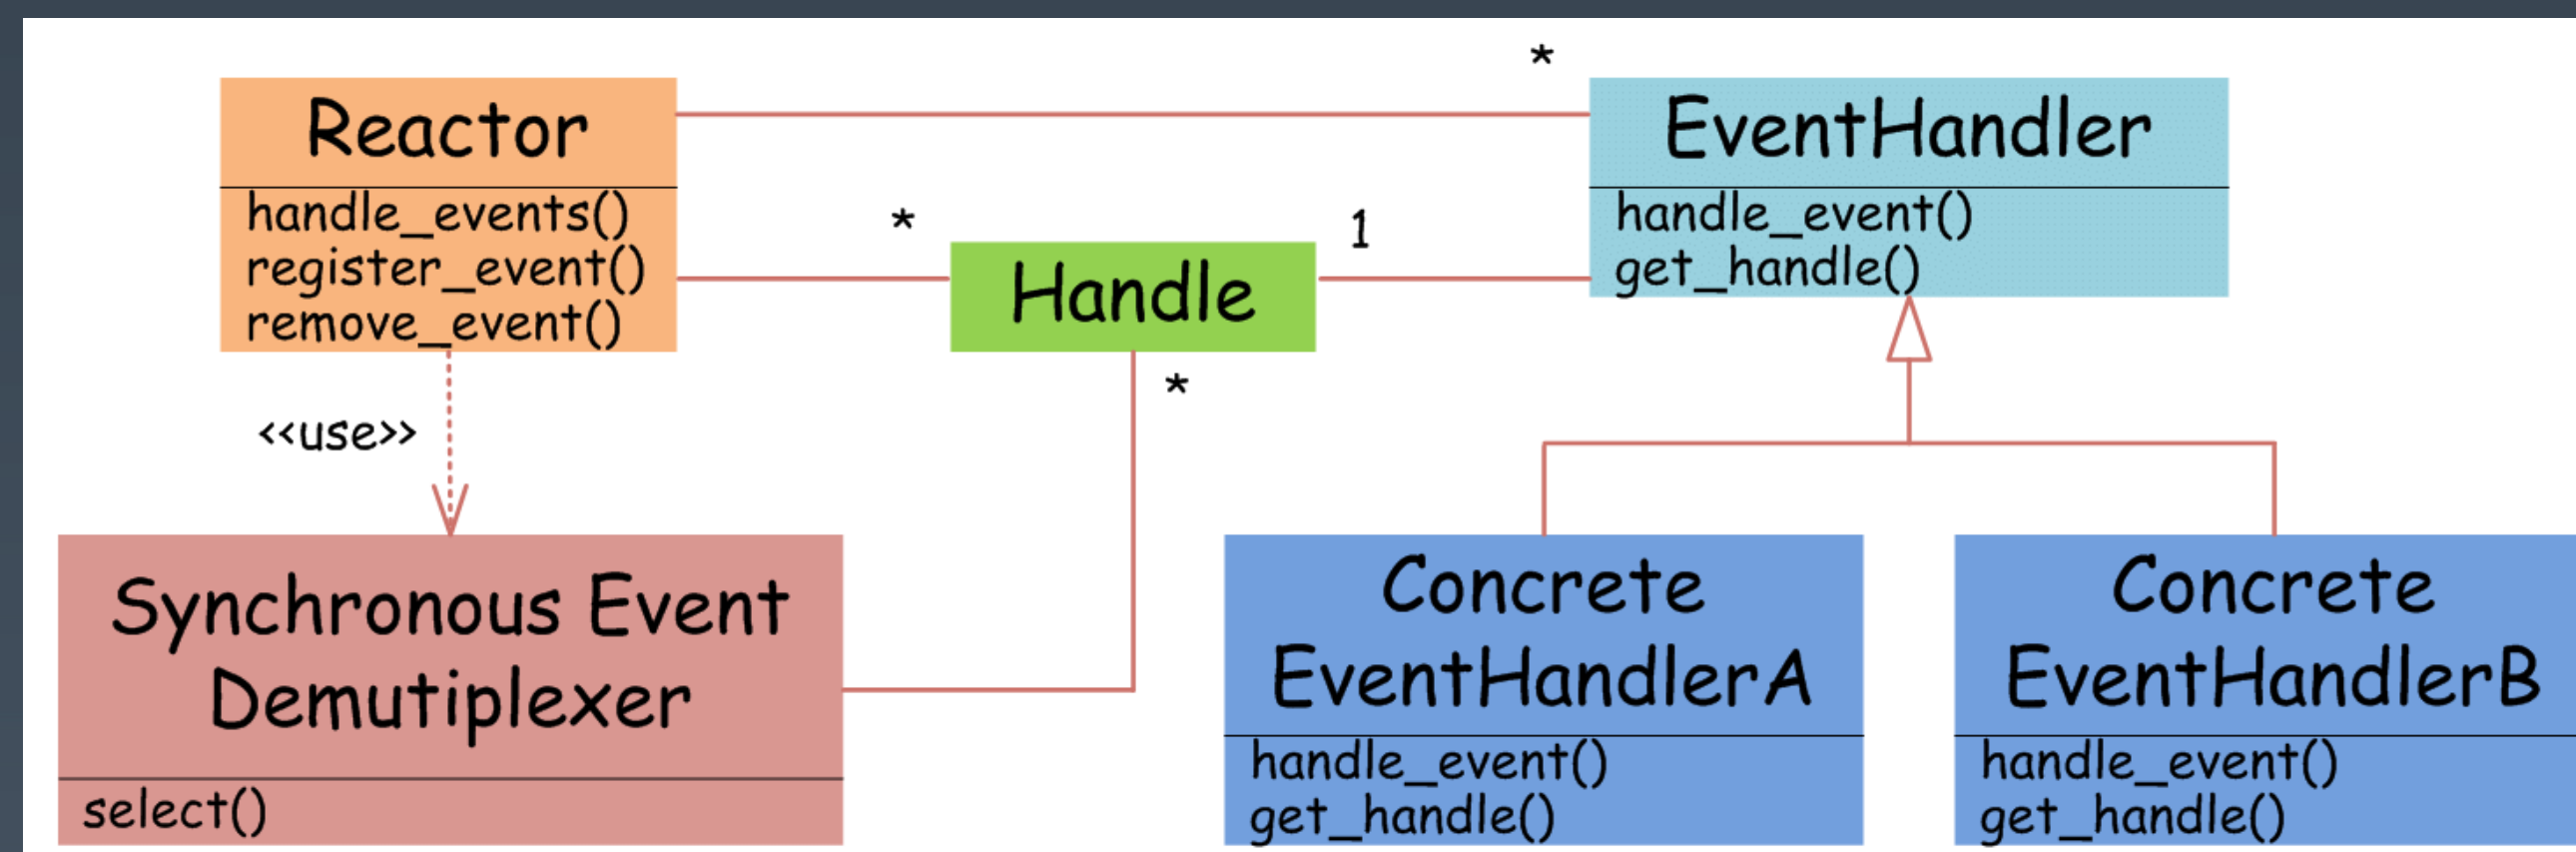 *
Reactor
handle_events()
register_event()
remove_event()
*
Handle
1
EventHandler
handle_event()
get_handle()
*
<<use>>
Synchronous Event
Demutiplexer
select()
Concrete
EventHandlerA
handle_event()
get_handle()
Concrete
EventHandlerB
handle_event()
get_handle()